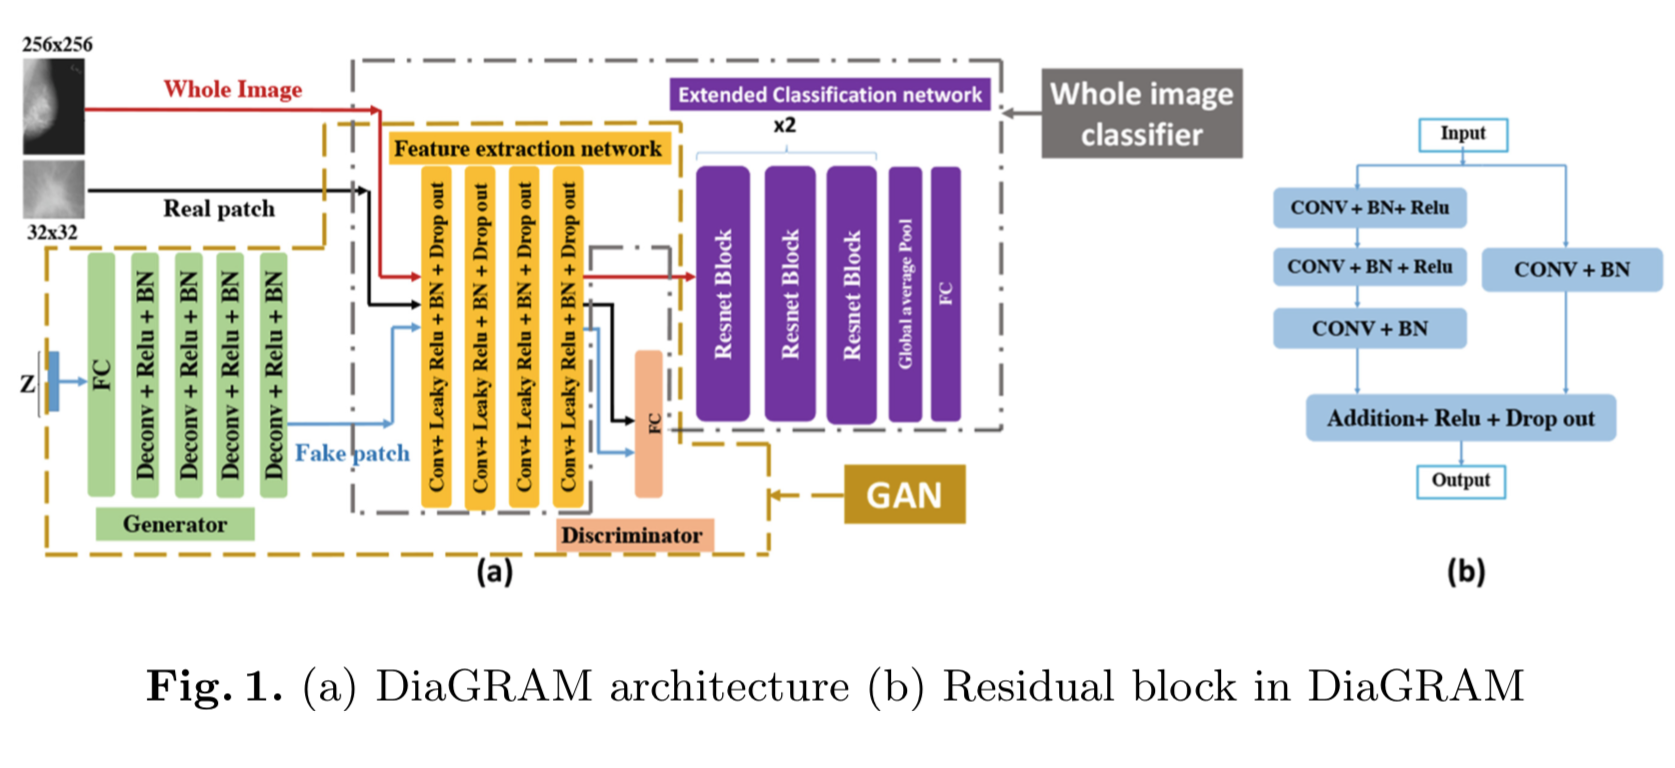 256x256
Whole Image
Real patch
32x32
Feature extraction network
Extended Classification network
x2
Whole image
classifier
Z
FC
Deconv + Relu + BN
Deconv + Relu + BN
Deconv + Relu + BN
Deconv + Relu + BN
Generator
Fake patch
Conv+ Leaky Relu + BN + Drop out
Conv+ Leaky Relu + BN + Drop out
Conv+ Leaky Relu + BN + Drop out
Conv+ Leaky Relu + BN + Drop out
FC
Discriminator
Resnet Block
Resnet Block
Resnet Block
Global average Pool
FC
GAN
(a)
Input
CONV + BN+ Relu
CONV + BN + Relu
CONV + BN
CONV + BN
Addition+ Relu + Drop out
Output
(b)
Fig. 1. (a) DiaGRAM architecture (b) Residual block in DiaGRAM